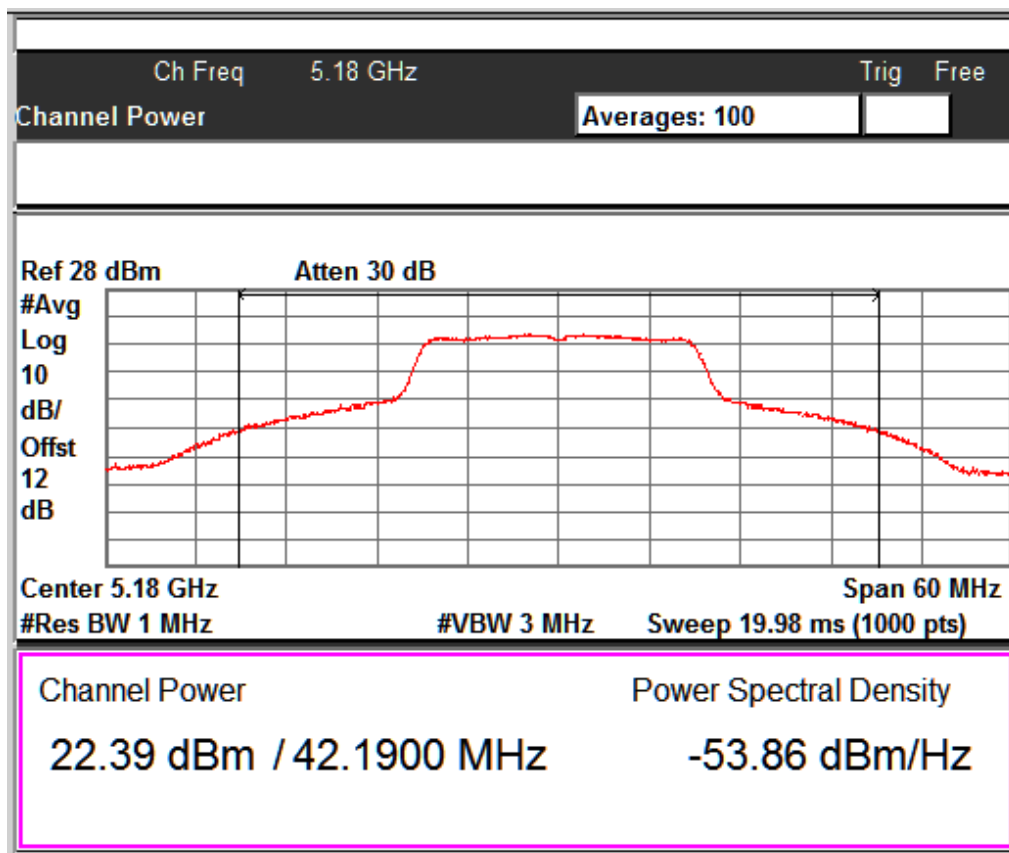 Ch Freq 5.18 GHz Trig Free
Channel Power Averages: 100
Ref 28 dBm Atten 30 dB
#Avg
Log
10
dB/
Offst
12
dB
Center 5.18 GHz Span 60 MHz
#Res BW 1 MHz #VBW 3 MHz Sweep 19.98 ms (1000 pts)
Channel Power Power Spectral Density
22.39 dBm / 42.1900 MHz -53.86 dBm/Hz